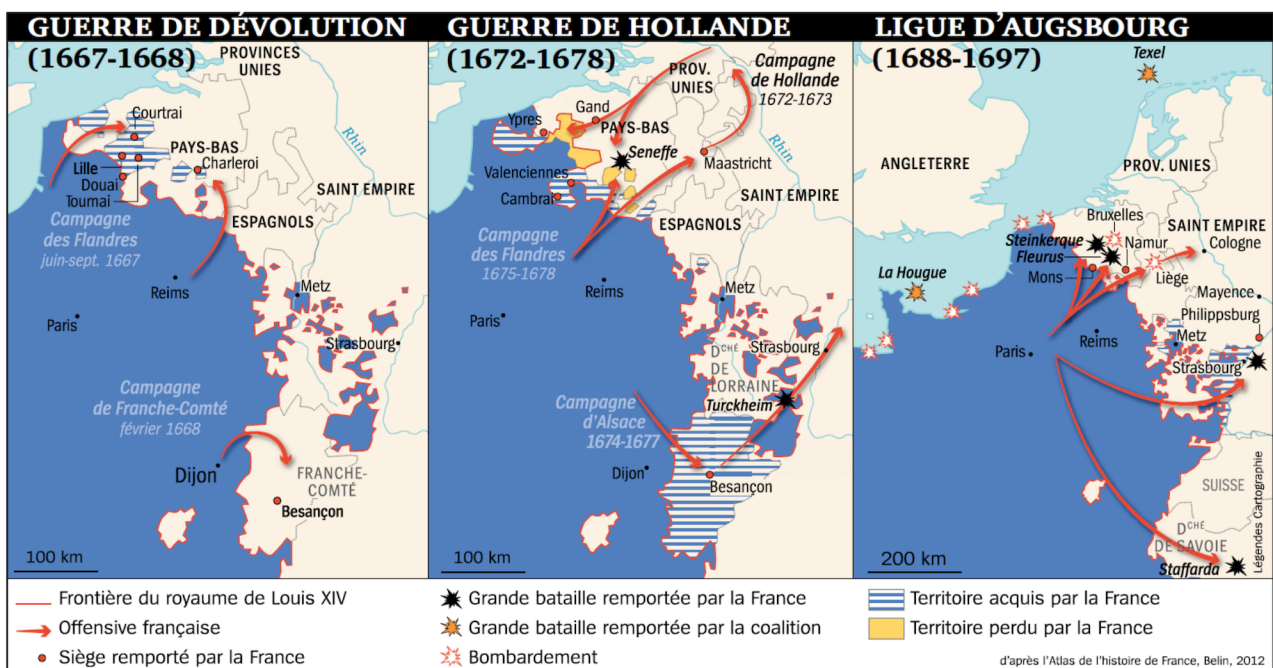 GUERRE DE DÉVOLUTION
(1667-1668)
PROVINCES
UNIES
Courtrai
Rhin
PAYS-BAS
Charleroi
Lille
Douai
Tournai
SAINT EMPIRE
Campagne
des Flandres
juin-sept. 1667
ESPAGNOLS
Reims
Metz
Paris
Strasbourg
Campagne
de Franche-Comté
février 1668
Dijon
FRANCHE-
COMTÉ
Besançon
100 km
GUERRE DE HOLLANDE
(1672-1678)
PROV.
UNIES
Campagne
de Hollande
1672-1673
Gand
Ypres
PAYS-BAS
Rhin
Seneffe
Maastricht
Valenciennes
Cambrai
SAINT EMPIRE
ESPAGNOLS
Campagne
des Flandres
1675-1678
Reims
Metz
Paris
Strasbourg
DCHÉ
DE
LORRAINE
Turckheim
Campagne
d'Alsace
1674-1677
Dijon
Besançon
100 km
LIGUE D'AUGSBOURG
(1688-1697)
Texel
ANGLETERRE
PROV. UNIES
Bruxelles
SAINT EMPIRE
Steinkerque
Namur
Cologne
Fleurus
Mons
Liège
La Hougue
Mayence
Philippsburg
Reims
Metz
Paris
Strasbourg
SUISSE
DCHÉ
DE SAVOIE
Staffarda
200 km
Légendes Cartographie
Frontière du royaume de Louis XIV
Offensive française
Siège remporté par la France
Grande bataille remportée par la France
Grande bataille remportée par la coalition
Bombardement
Territoire acquis par la France
Territoire perdu par la France
d'après l'Atlas de l'histoire de France, Belin, 2012